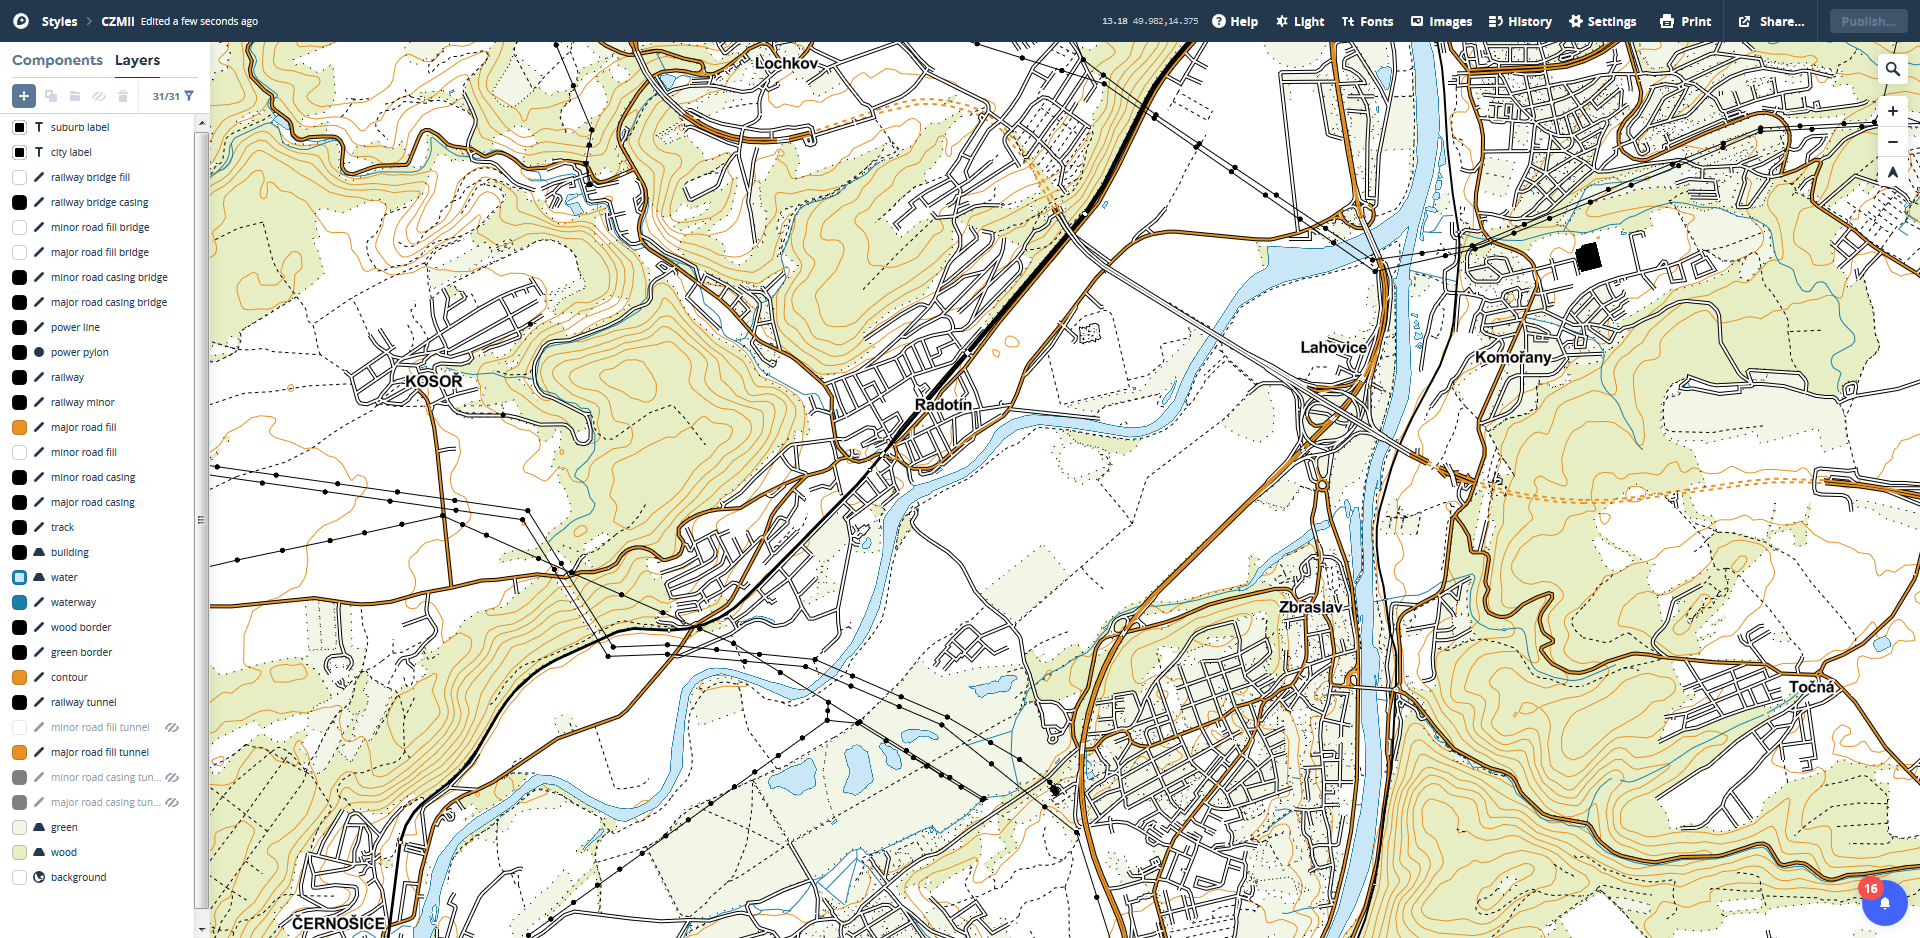 Styles
CZMII
Edited a few seconds ago
13.18 49.982,14.375
Help
Light
Fonts
Images
History
Settings
Print
Share...
Publish...
Components
Layers
31/31
suburb label
city label
railway bridge fill
railway bridge casing
minor road fill bridge
major road fill bridge
minor road casing bridge
major road casing bridge
power line
power pylon
railway
railway minor
major road fill
minor road fill
minor road casing
major road casing
track
building
water
waterway
wood border
green border
contour
railway tunnel
minor road fill tunnel
major road fill tunnel
minor road casing tun...
major road casing tun...
green
wood
background
Lochkov
Lahovice
Komořany
KOSOŘ
Radotín
Zbraslav
Točná
ČERNOŠICE
16